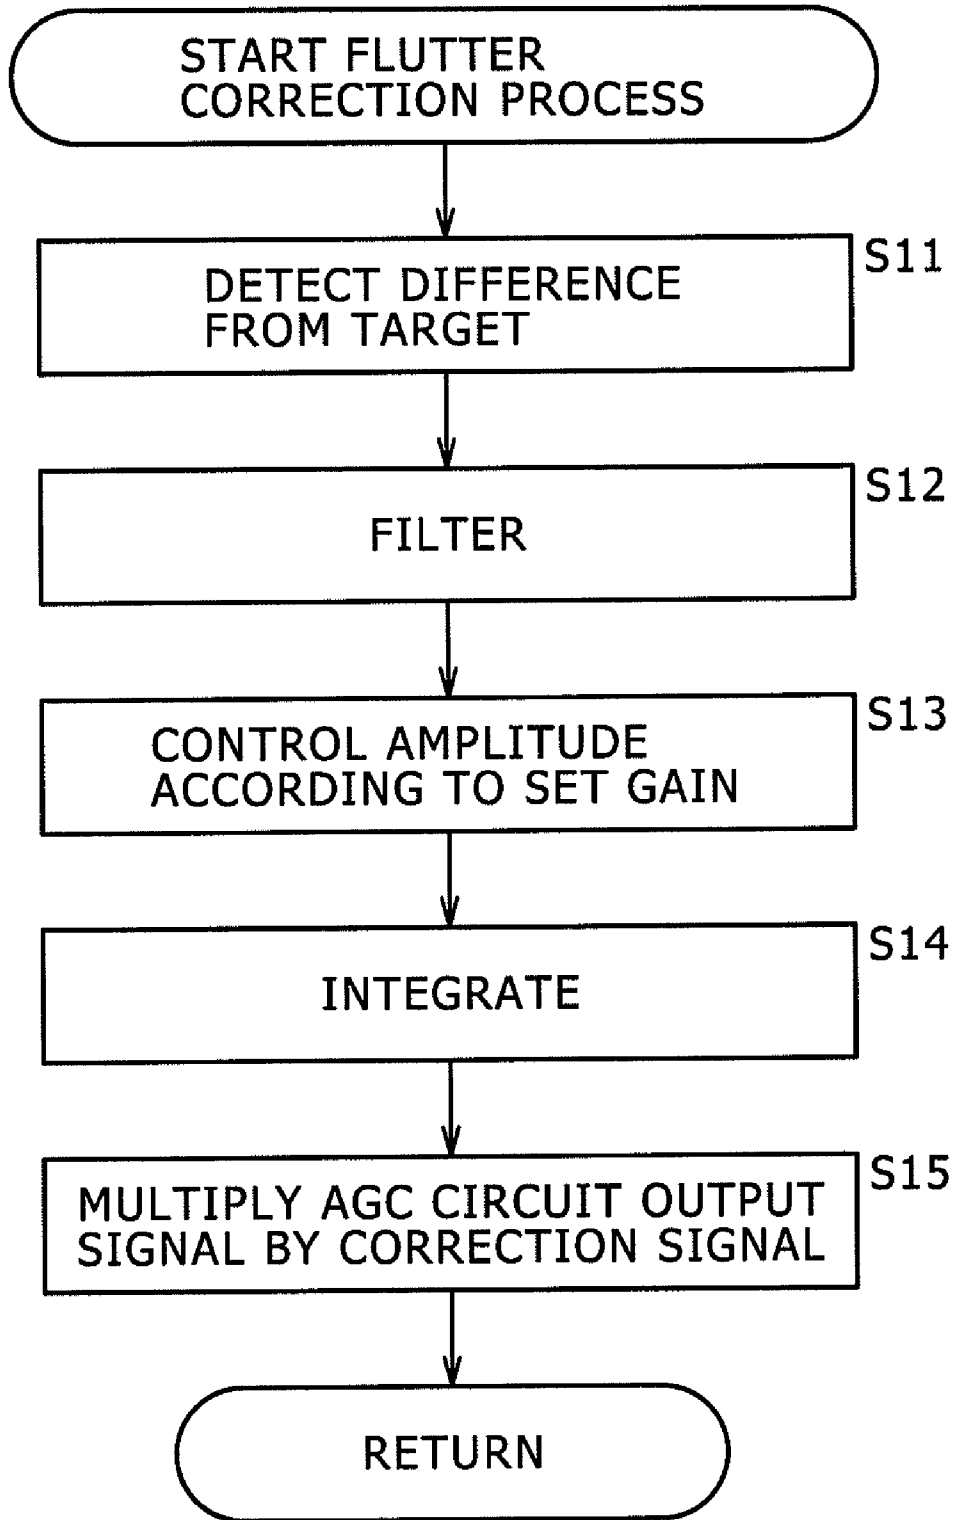 START FLUTTER
CORRECTION PROCESS
S11
DETECT DIFFERENCE
FROM TARGET
S12
FILTER
S13
CONTROL AMPLITUDE
ACCORDING TO SET GAIN
S14
INTEGRATE
S15
MULTIPLY AGC CIRCUIT OUTPUT
SIGNAL BY CORRECTION SIGNAL
RETURN